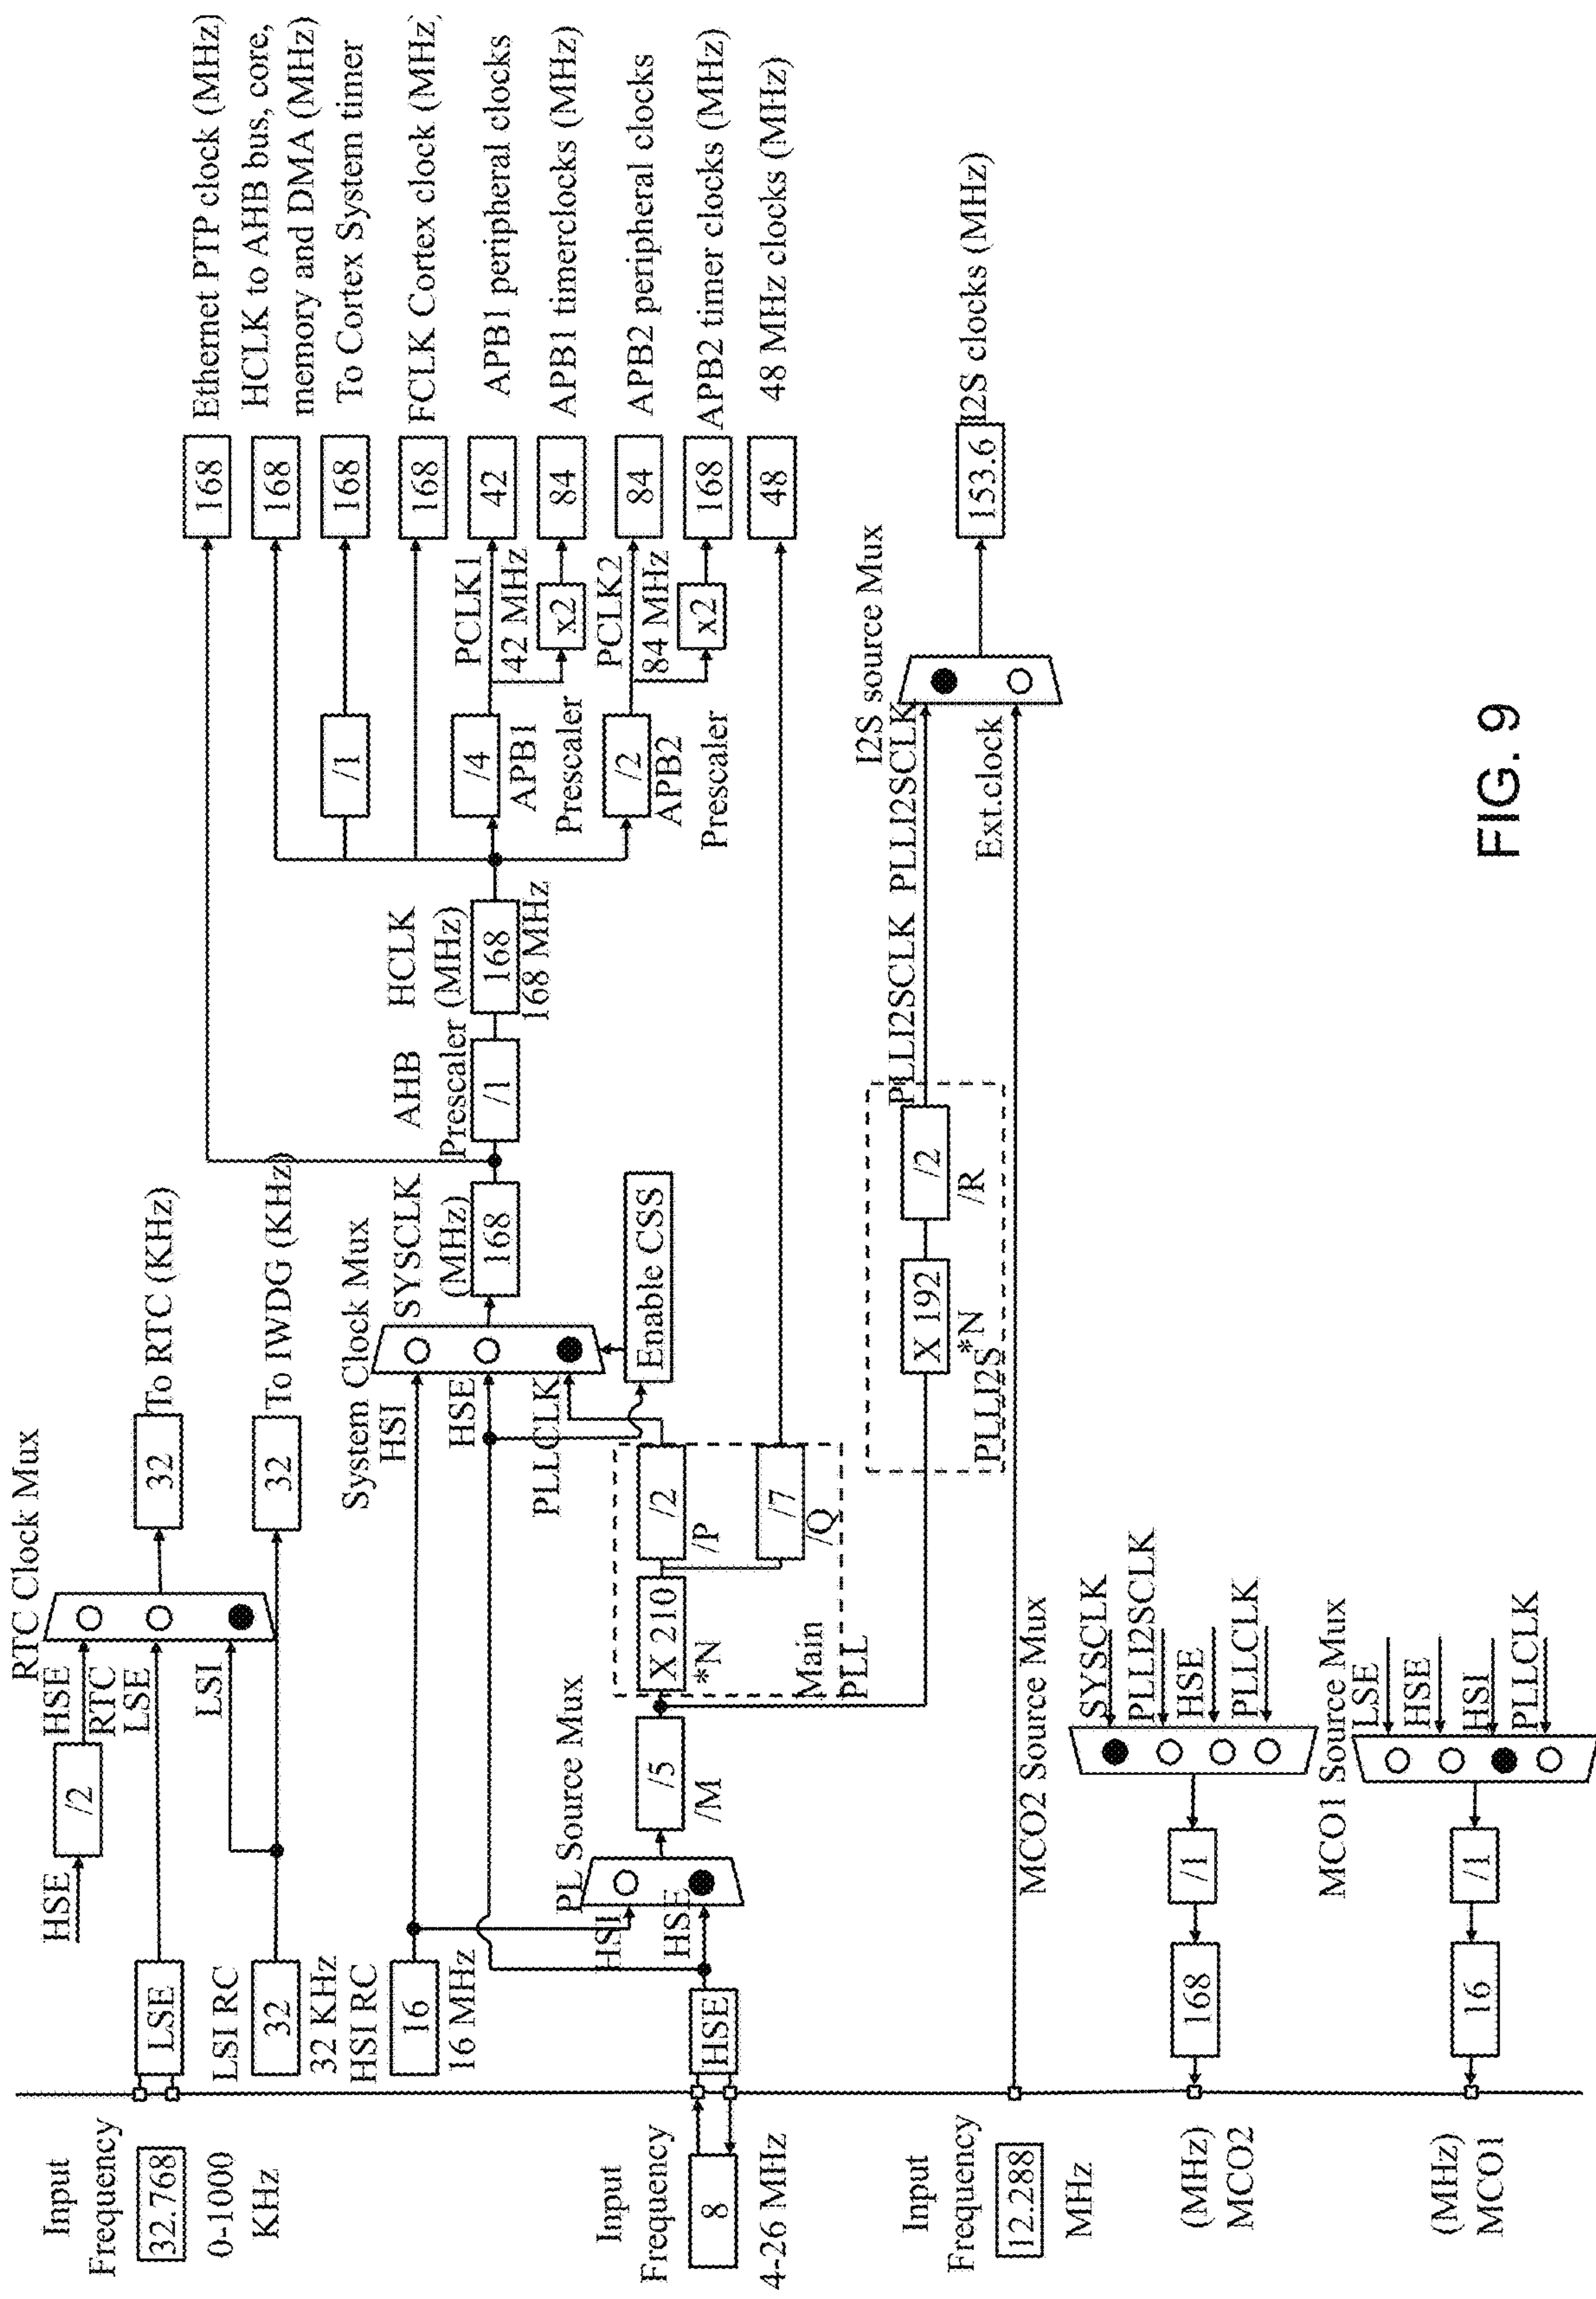 RTC Clock Mux
HSE
/2
HSE
RTC
LSE
LSI
32
To RTC (KHz)
Input
Frequency
32.768
0-1000
KHz
LSE
LSI RC
32
32 KHz
32
To IWDG (KHz)
HSI RC
16
16 MHz
System Clock Mux
HSI
HSE
PLLCLK
SYSCLK
(MHz)
168
Enable CSS
AHB
Prescaler
/1
HCLK
(MHz)
168
168 MHz
168
Ethernet PTP clock (MHz)
168
HCLK to AHB bus, core,
memory and DMA (MHz)
/1
168
To Cortex System timer
168
FCLK Cortex clock (MHz)
/4
APB1
Prescaler
PCLK1
42 MHz
42
APB1 peripheral clocks
x2
84
APB1 timerclocks (MHz)
/2
APB2
Prescaler
PCLK2
84 MHz
84
APB2 peripheral clocks
x2
168
APB2 timer clocks (MHz)
48
48 MHz clocks (MHz)
Input
Frequency
8
4-26 MHz
HSE
PL Source Mux
HSI
HSE
/5
/M
X 210
*N
/2
/P
/7
/Q
Main
PLL
X 192
*N
PLLI2S
/2
/R
PLLI2SCLK PLLI2SCLK
I2S source Mux
Ext.clock
153.6
I2S clocks (MHz)
Input
Frequency
12.288
MHz
MCO2 Source Mux
SYSCLK
PLLI2SCLK
HSE
PLLCLK
/1
168
(MHz)
MCO2
MCO1 Source Mux
LSE
HSE
HSI
PLLCLK
/1
16
(MHz)
MCO1
FIG. 9